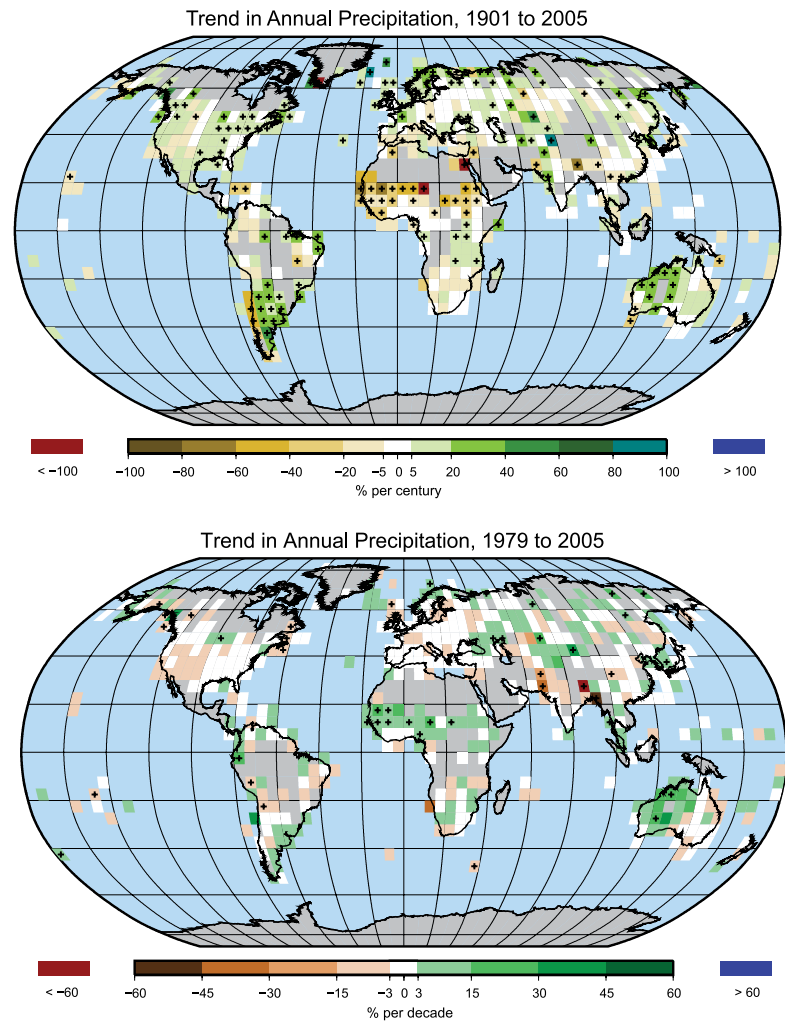 Trend in Annual Precipitation, 1901 to 2005
< −100
−100 −80 −60 −40 −20 −5 0 5 20 40 60 80 100
> 100
% per century
Trend in Annual Precipitation, 1979 to 2005
< −60
−60 −45 −30 −15 −3 0 3 15 30 45 60
> 60
% per decade